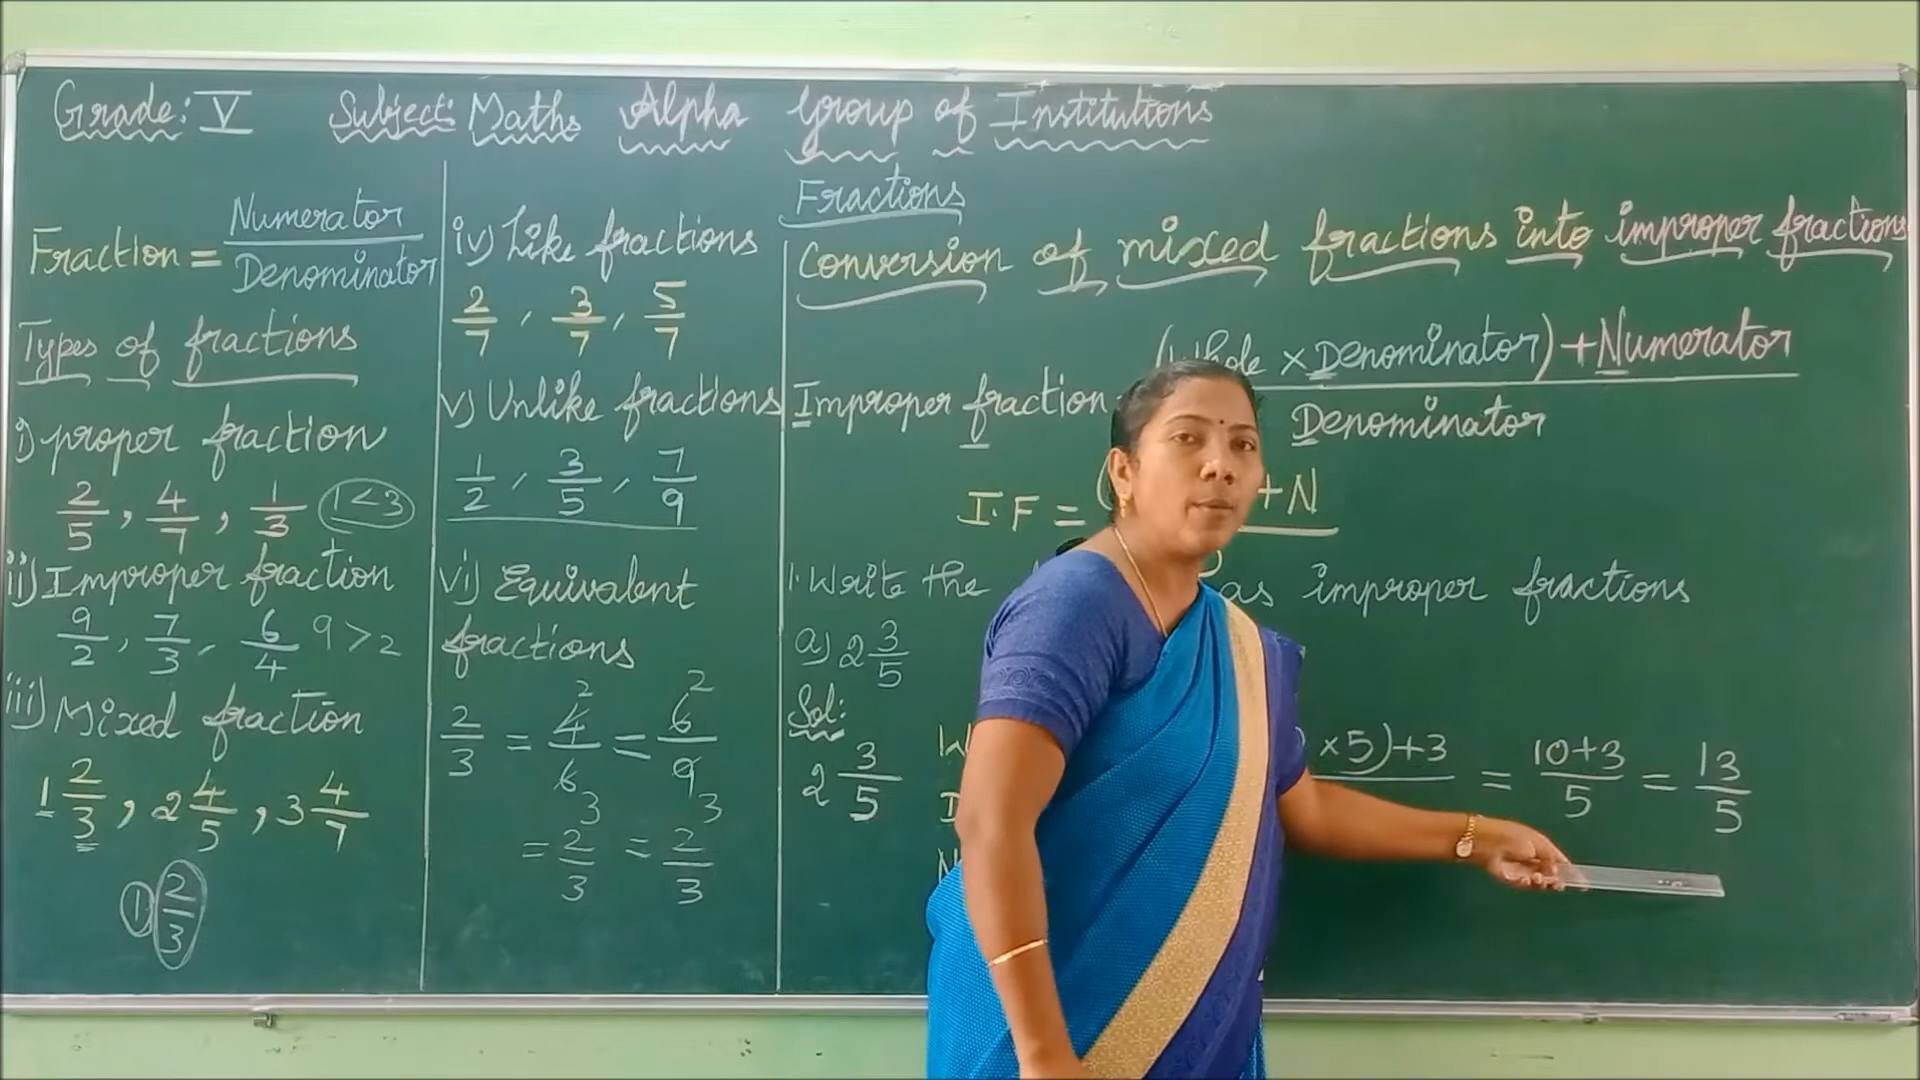 Grade: V Subject: Maths Alpha Group of Institutions
Fraction = Numerator / Denominator
Types of fractions
i) proper fraction
2/5, 4/7, 1/3 1<3
ii) Improper fraction
9/2, 7/3, 6/4 9>2
iii) Mixed fraction
1 2/3, 2 4/5, 3 4/7
1 2/3
iv) Like fractions
2/7, 3/7, 5/7
v) Unlike fractions
1/2, 3/5, 7/9
vi) Equivalent
fractions
2/3 = 4/6 = 6/9
2 2
3 3
= 2/3 = 2/3
Fractions
Conversion of mixed fractions into improper fractions
Improper fraction (Whole × Denominator) + Numerator / Denominator
I.F = ( + N
1. Write the as improper fractions
a) 2 3/5
Sol:
2 3/5
×5)+3 = 10+3/5 = 13/5